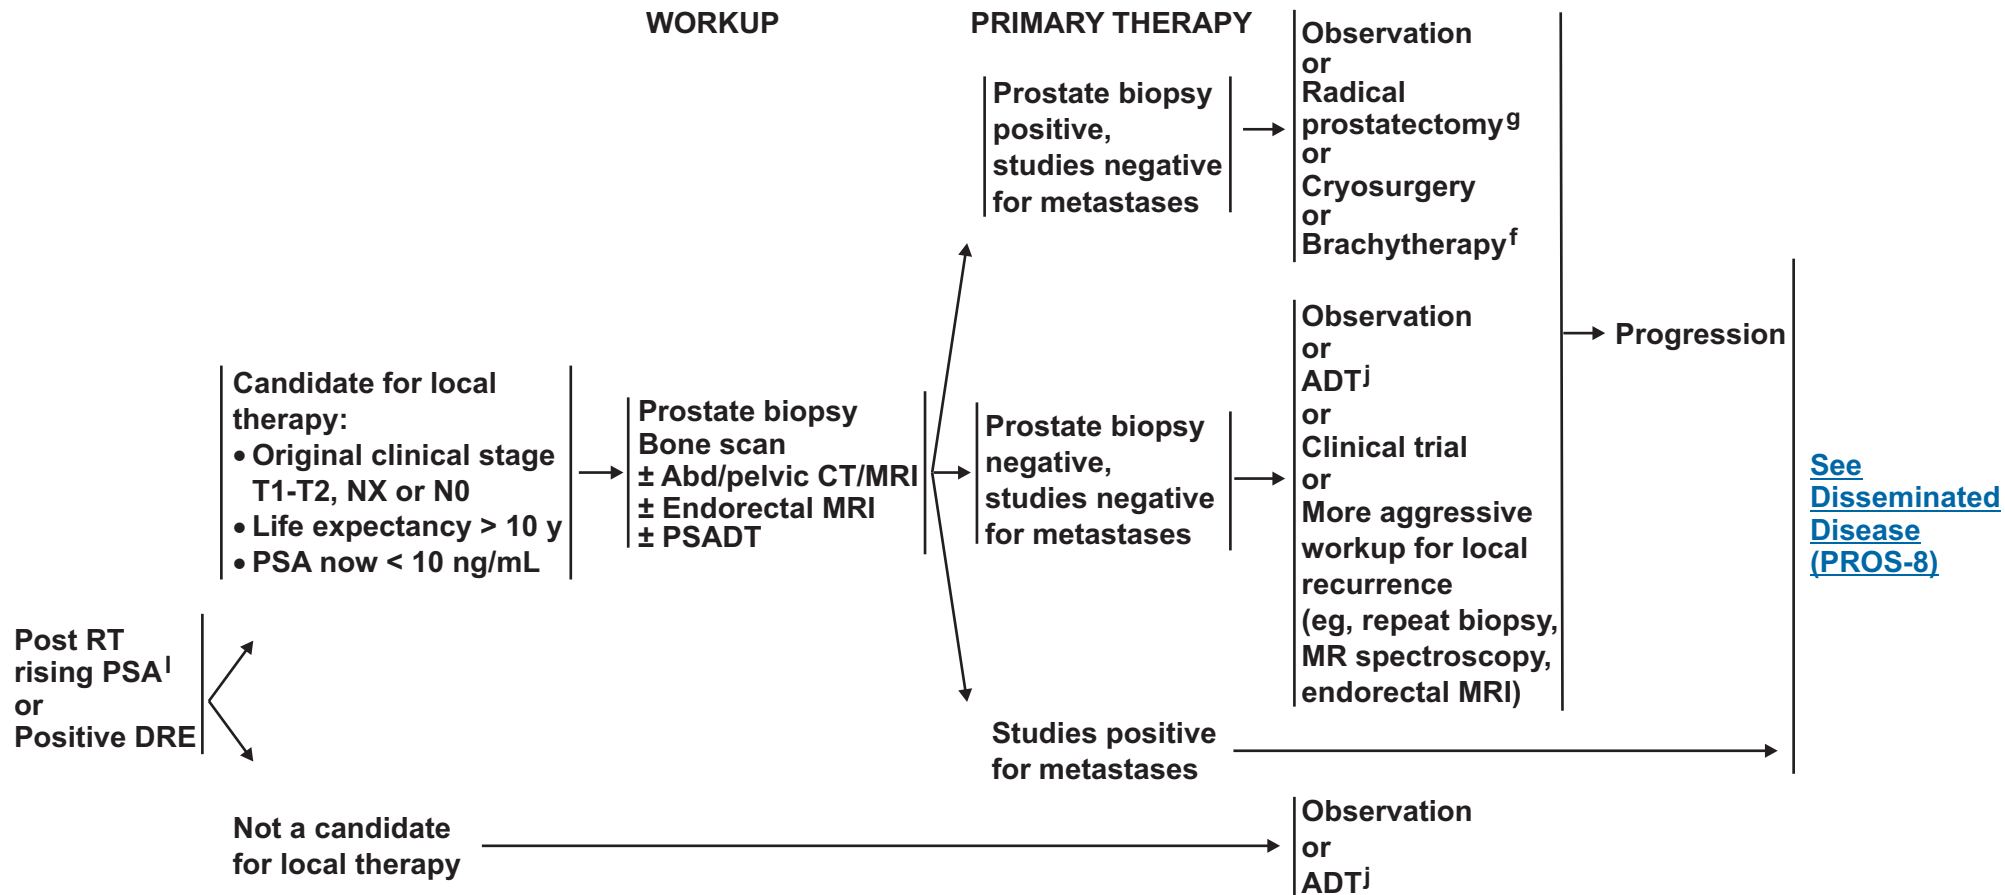 WORKUP
PRIMARY THERAPY
Post RT
rising PSAl
or
Positive DRE
Candidate for local
therapy:
• Original clinical stage
T1-T2, NX or N0
• Life expectancy > 10 y
• PSA now < 10 ng/mL
Prostate biopsy
Bone scan
± Abd/pelvic CT/MRI
± Endorectal MRI
± PSADT
Prostate biopsy
positive,
studies negative
for metastases
Observation
or
Radical
prostatectomyg
or
Cryosurgery
or
Brachytherapyf
Prostate biopsy
negative,
studies negative
for metastases
Observation
or
ADTj
or
Clinical trial
or
More aggressive
workup for local
recurrence
(eg, repeat biopsy,
MR spectroscopy,
endorectal MRI)
Progression
Studies positive
for metastases
See
Disseminated
Disease
(PROS-8)
Not a candidate
for local therapy
Observation
or
ADTj